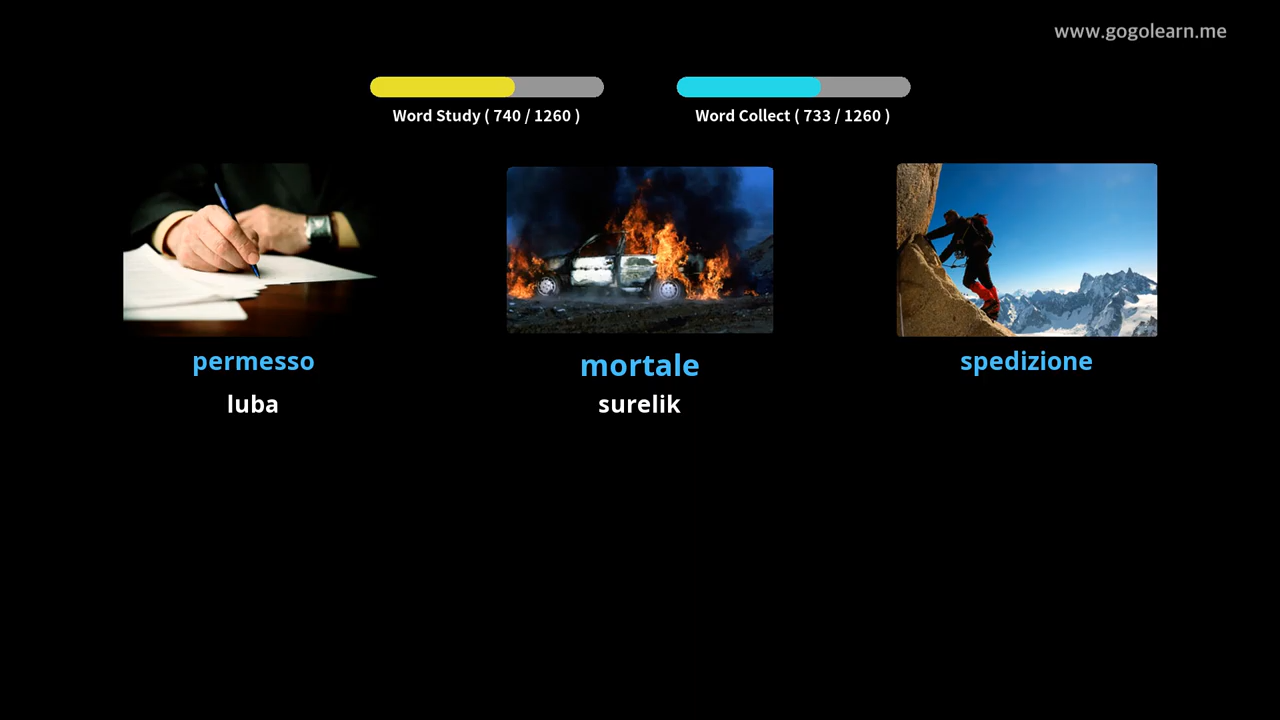 www.gogolearn.me
Word Study ( 740 / 1260 )
Word Collect ( 733 / 1260 )
permesso
mortale
spedizione
luba
surelik